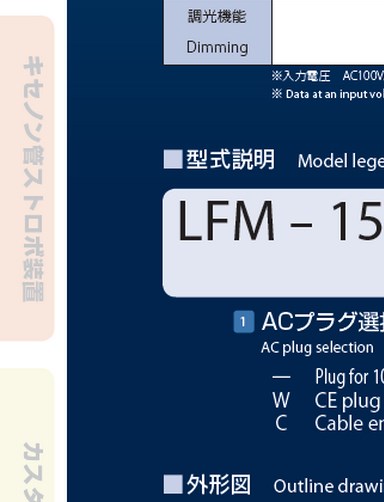 調光機能
Dimming
※入力電圧　AC100V
※ Data at an input vol
■型式説明　Model lege
LFM – 15
1 ACプラグ選択
AC plug selection
— Plug for 10
W CE plug
C Cable en
■外形図　Outline drawi
キセノン管ストロボ装置
カスタ